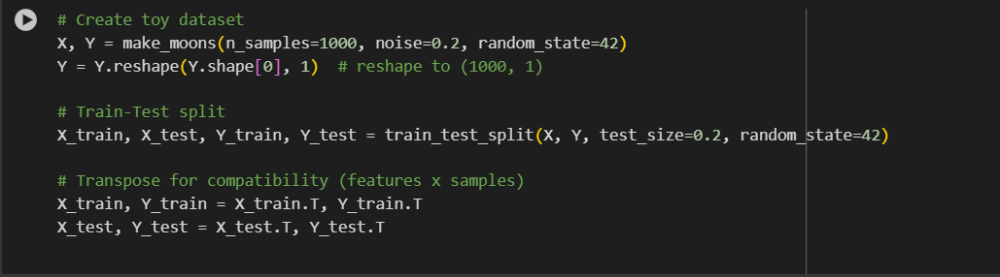 # Create toy dataset
X, Y = make_moons(n_samples=1000, noise=0.2, random_state=42)
Y = Y.reshape(Y.shape[0], 1)  # reshape to (1000, 1)
# Train-Test split
X_train, X_test, Y_train, Y_test = train_test_split(X, Y, test_size=0.2, random_state=42)
# Transpose for compatibility (features x samples)
X_train, Y_train = X_train.T, Y_train.T
X_test, Y_test = X_test.T, Y_test.T